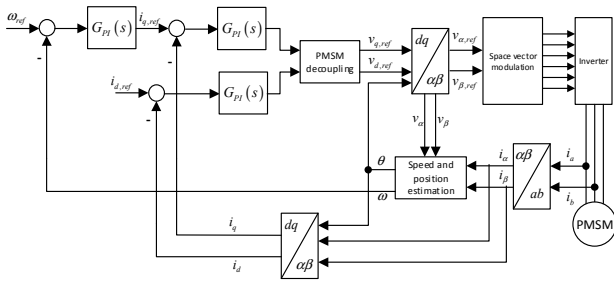 ω_ref
G_PI(s)
i_q,ref
G_PI(s)
-
-
i_d,ref
-
G_PI(s)
PMSM
decoupling
v_q,ref
v_d,ref
dq
αβ
v_α,ref
v_β,ref
Space vector
modulation
Inverter
v_α
v_β
θ
ω
Speed and
position
estimation
i_α
i_β
αβ
ab
i_a
i_b
PMSM
i_q
i_d
dq
αβ